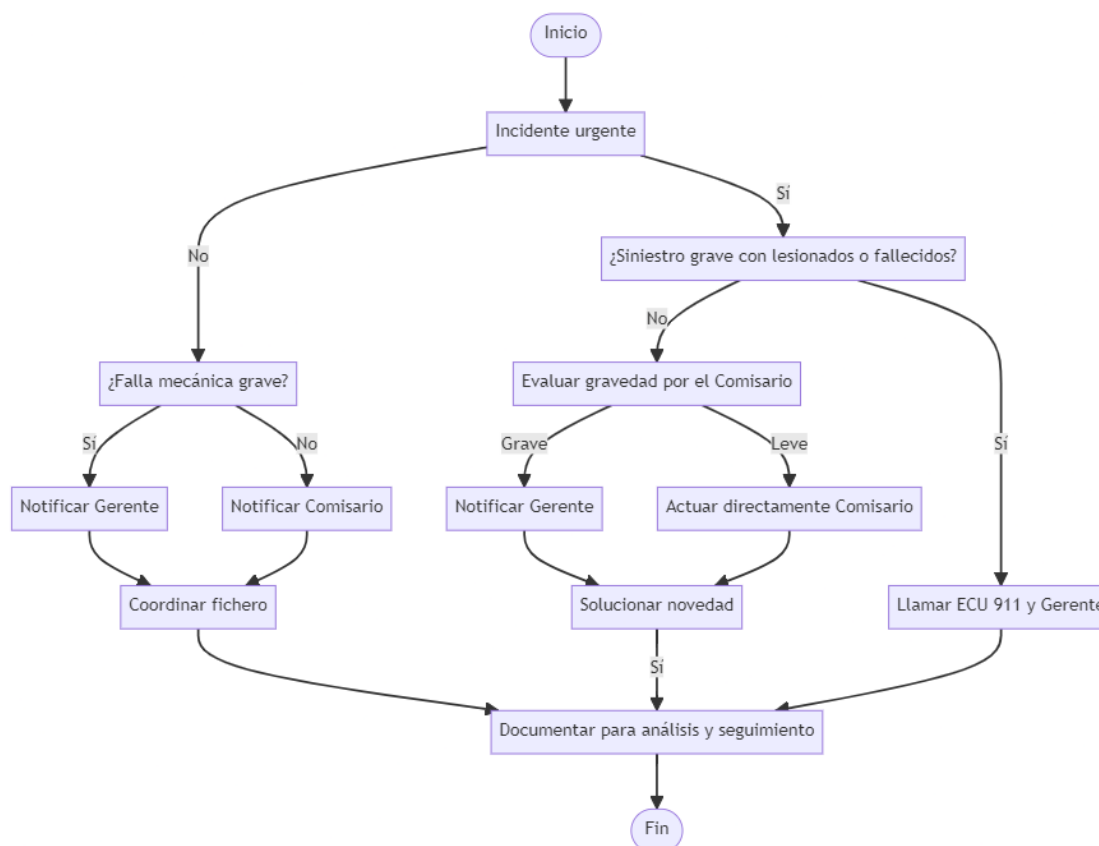 Inicio
Incidente urgente
Sí
¿Siniestro grave con lesionados o fallecidos?
No
No
¿Falla mecánica grave?
Evaluar gravedad por el Comisario
Sí
No
Grave
Leve
Sí
Notificar Gerente
Notificar Comisario
Notificar Gerente
Actuar directamente Comisario
Coordinar fichero
Solucionar novedad
Llamar ECU 911 y Gerente
Sí
Documentar para análisis y seguimiento
Fin